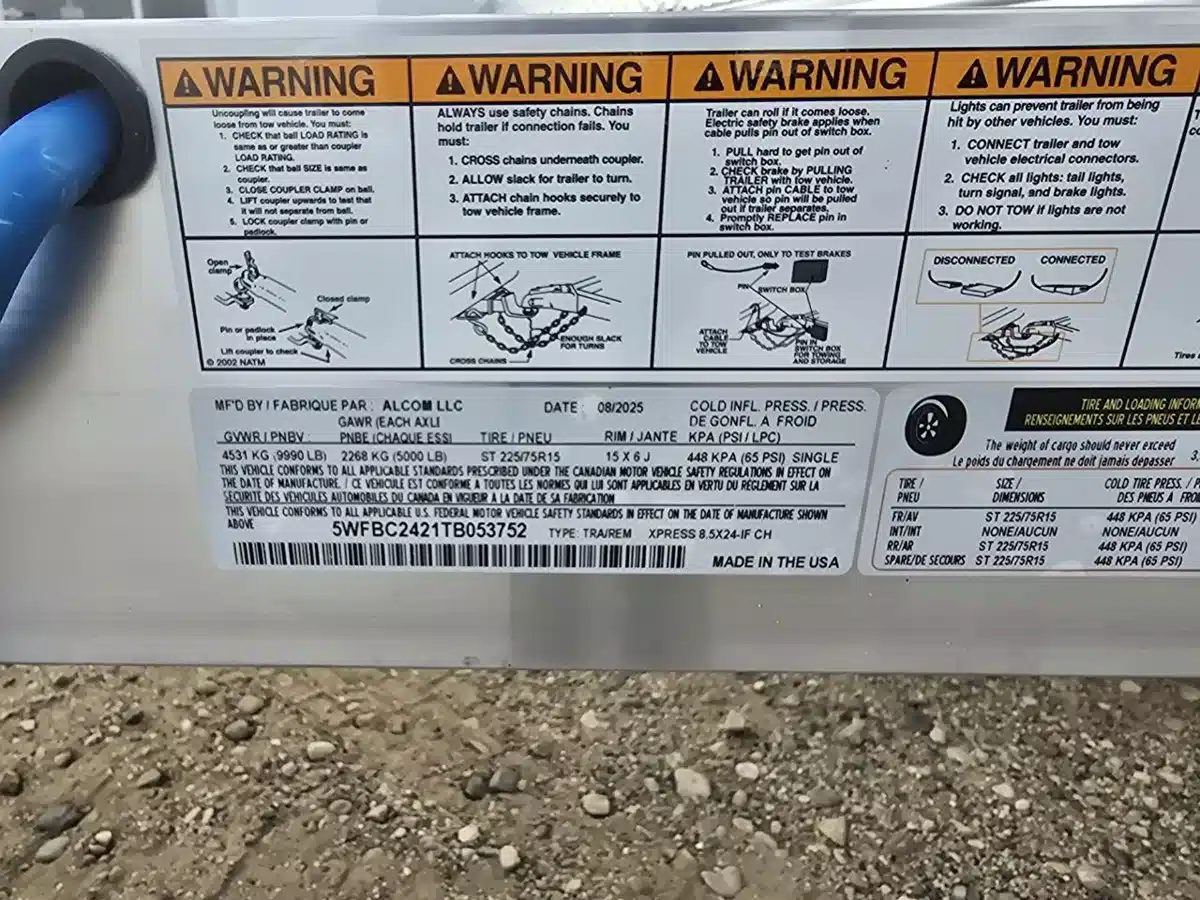 WARNING
Uncoupling will cause trailer to come
loose from tow vehicle. You must:
1. CHECK that ball LOAD RATING is
same as or greater than coupler
LOAD RATING.
2. CHECK that ball SIZE is same as
coupler.
3. CLOSE COUPLER CLAMP on ball.
4. LIFT coupler upwards to test that
it will not separate from ball.
5. LOCK coupler clamp with pin or
padlock.
Open
clamp
Closed clamp
Pin or padlock
in place
Lift coupler to check
© 2002 NATM
WARNING
ALWAYS use safety chains. Chains
hold trailer if connection fails. You
must:
1. CROSS chains underneath coupler.
2. ALLOW slack for trailer to turn.
3. ATTACH chain hooks securely to
tow vehicle frame.
ATTACH HOOKS TO TOW VEHICLE FRAME
ENOUGH SLACK
FOR TURNS
CROSS CHAINS
WARNING
Trailer can roll if it comes loose.
Electric safety brake applies when
cable pulls pin out of switch box.
1. PULL hard to get pin out of
switch box.
2. CHECK brake by PULLING
TRAILER with tow vehicle.
3. ATTACH pin CABLE to tow
vehicle so pin will be pulled
out if trailer separates.
4. Promptly REPLACE pin in
switch box.
PIN PULLED OUT, ONLY TO TEST BRAKES
PIN
SWITCH BOX
ATTACH
CABLE
TO TOW
VEHICLE
PIN IN
SWITCH BOX
FOR TOWING
AND STORAGE
WARNING
Lights can prevent trailer from being
hit by other vehicles. You must:
1. CONNECT trailer and tow
vehicle electrical connectors.
2. CHECK all lights: tail lights,
turn signal, and brake lights.
3. DO NOT TOW if lights are not
working.
DISCONNECTED CONNECTED
Tires
MF'D BY / FABRIQUE PAR : ALCOM LLC DATE : 08/2025 COLD INFL. PRESS. / PRESS.
GAWR (EACH AXLI DE GONFL. A FROID
GVWR / PNBV : PNBE (CHAQUE ESSI TIRE / PNEU RIM / JANTE KPA (PSI / LPC)
4531 KG (9990 LB) 2268 KG (5000 LB) ST 225/75R15 15 X 6 J 448 KPA (65 PSI) SINGLE
THIS VEHICLE CONFORMS TO ALL APPLICABLE STANDARDS PRESCRIBED UNDER THE CANADIAN MOTOR VEHICLE SAFETY REGULATIONS IN EFFECT ON
THE DATE OF MANUFACTURE. / CE VEHICULE EST CONFORME A TOUTES LES NORMES QUI LUI SONT APPLICABLES EN VERTU DU RÈGLEMENT SUR LA
SÉCURITÉ DES VÉHICULES AUTOMOBILES DU CANADA EN VIGUEUR À LA DATE DE SA FABRICATION
THIS VEHICLE CONFORMS TO ALL APPLICABLE U.S. FEDERAL MOTOR VEHICLE SAFETY STANDARDS IN EFFECT ON THE DATE OF MANUFACTURE SHOWN
ABOVE 5WFBC2421TB053752 TYPE: TRA/REM XPRESS 8.5X24-IF CH
MADE IN THE USA
TIRE AND LOADING INFORM
RENSEIGNEMENTS SUR LES PNEUS ET LE
The weight of cargo should never exceed
Le poids du chargement ne doit jamais depasser 3.
TIRE / SIZE / COLD TIRE PRESS. / P
PNEU DIMENSIONS DES PNEUS A FROI
FR/AV ST 225/75R15 448 KPA (65 PSI)
INT/INT NONE/AUCUN NONE/AUCUN
RR/AR ST 225/75R15 448 KPA (65 PSI)
SPARE/DE SECOURS ST 225/75R15 448 KPA (65 PSI)